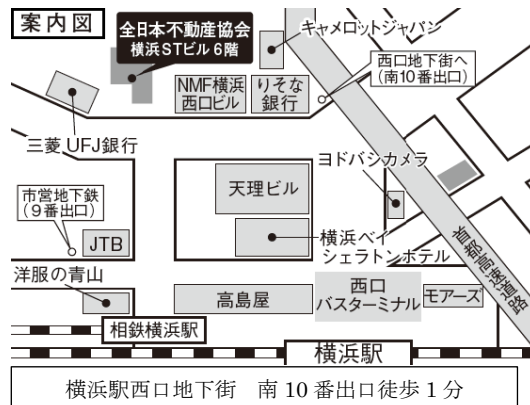 案内図
全日本不動産協会
横浜STビル6階
キャメロットジャパン
西口地下街へ
(南10番出口)
NMF横浜
西口ビル
りそな
銀行
三菱UFJ銀行
ヨドバシカメラ
市営地下鉄
(9番出口)
天理ビル
JTB
横浜ベイ
シェラトンホテル
首都高速道路
洋服の青山
高島屋
西口
バスターミナル
モアーズ
相鉄横浜駅
横浜駅
横浜駅西口地下街 南10番出口徒歩1分